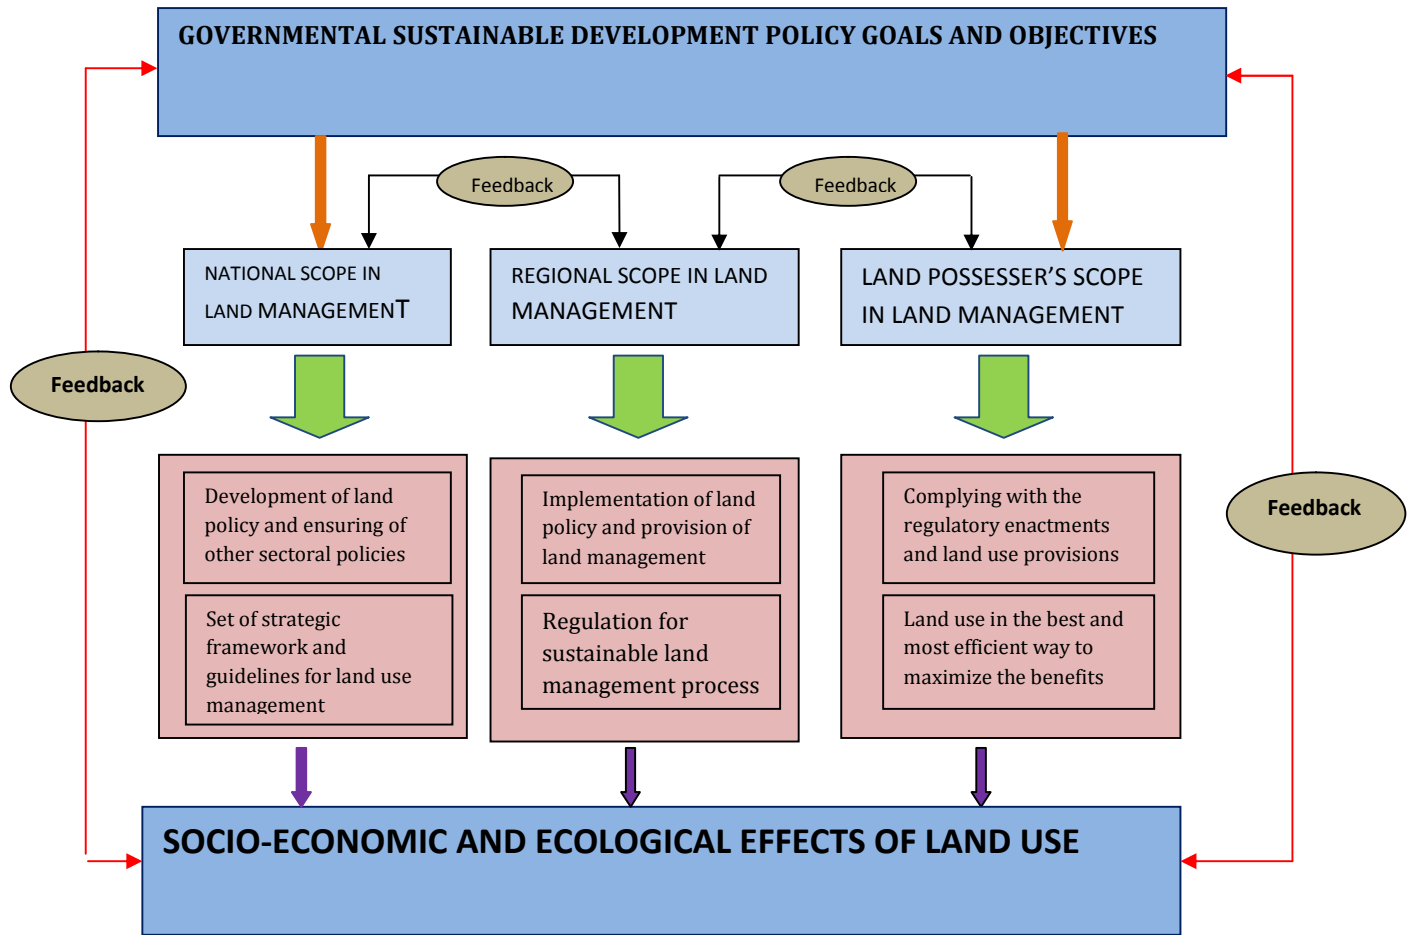 GOVERNMENTAL SUSTAINABLE DEVELOPMENT POLICY GOALS AND OBJECTIVES
Feedback
Feedback
NATIONAL SCOPE IN
LAND MANAGEMENT
REGIONAL SCOPE IN LAND
MANAGEMENT
LAND POSSESSER’S SCOPE
IN LAND MANAGEMENT
Feedback
Feedback
Development of land
policy and ensuring of
other sectoral policies
Set of strategic
framework and
guidelines for land use
management
Implementation of land
policy and provision of
land management
Regulation for
sustainable land
management process
Complying with the
regulatory enactments
and land use provisions
Land use in the best and
most efficient way to
maximize the benefits
SOCIO-ECONOMIC AND ECOLOGICAL EFFECTS OF LAND USE